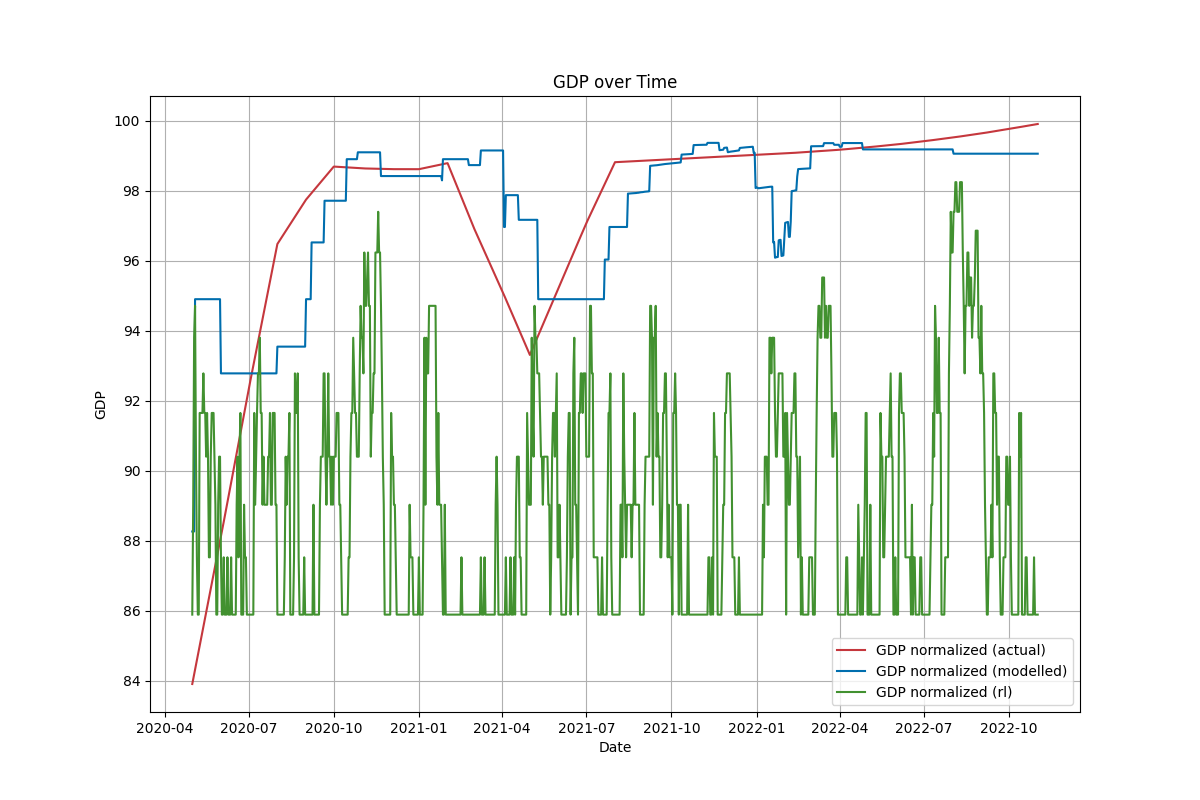 GDP over Time
GDP
100
98
96
94
92
90
88
86
84
2020-04 2020-07 2020-10 2021-01 2021-04 2021-07 2021-10 2022-01 2022-04 2022-07 2022-10
Date
GDP normalized (actual)
GDP normalized (modelled)
GDP normalized (rl)